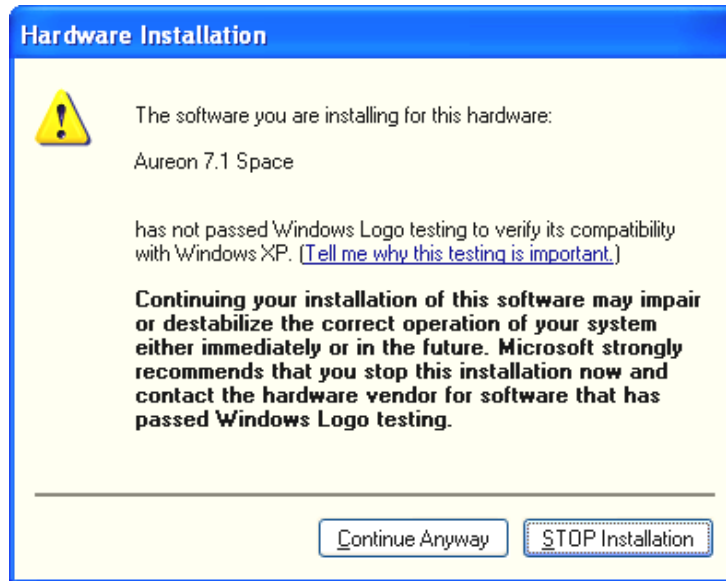 Hardware Installation
The software you are installing for this hardware:
Aureon 7.1 Space
has not passed Windows Logo testing to verify its compatibility
with Windows XP. (Tell me why this testing is important.)
Continuing your installation of this software may impair
or destabilize the correct operation of your system
either immediately or in the future. Microsoft strongly
recommends that you stop this installation now and
contact the hardware vendor for software that has
passed Windows Logo testing.
Continue Anyway
STOP Installation